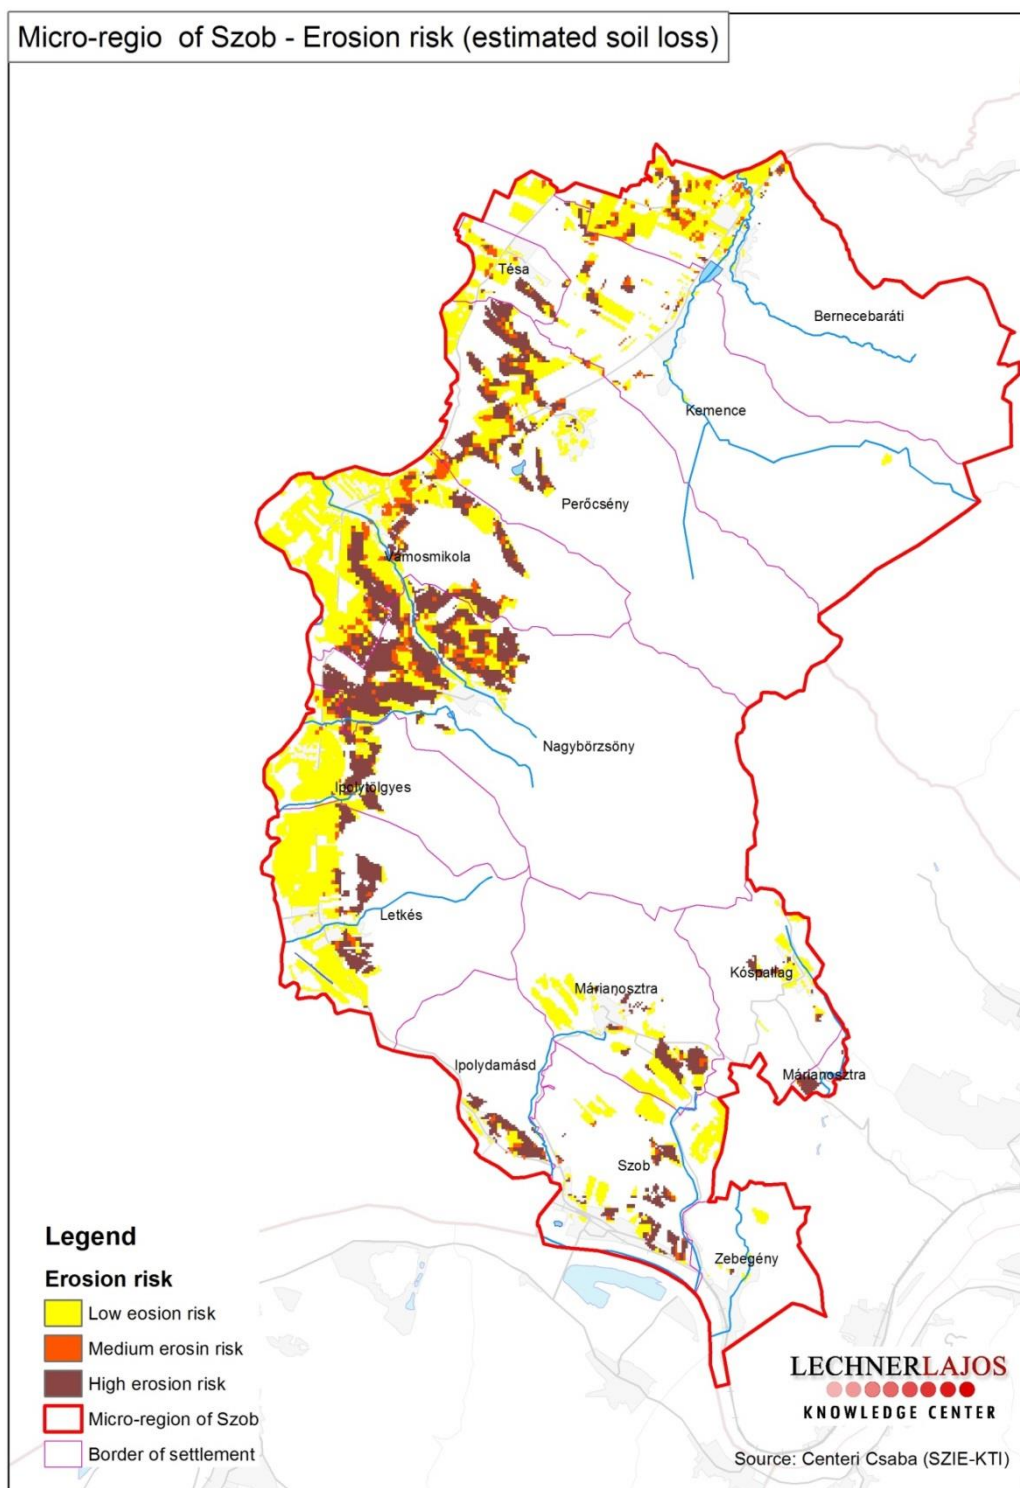 Micro-regio of Szob - Erosion risk (estimated soil loss)
Tésa
Bernecebaráti
Kemence
Perőcsény
Vámosmikola
Nagybörzsöny
Ipolytölgyes
Letkés
Kóspallag
Márianosztra
Ipolydamásd
Márianosztra
Szob
Zebegény
Legend
Erosion risk
Low eosion risk
Medium erosin risk
High erosion risk
Micro-region of Szob
Border of settlement
LECHNERLAJOS
KNOWLEDGE CENTER
Source: Centeri Csaba (SZIE-KTI)